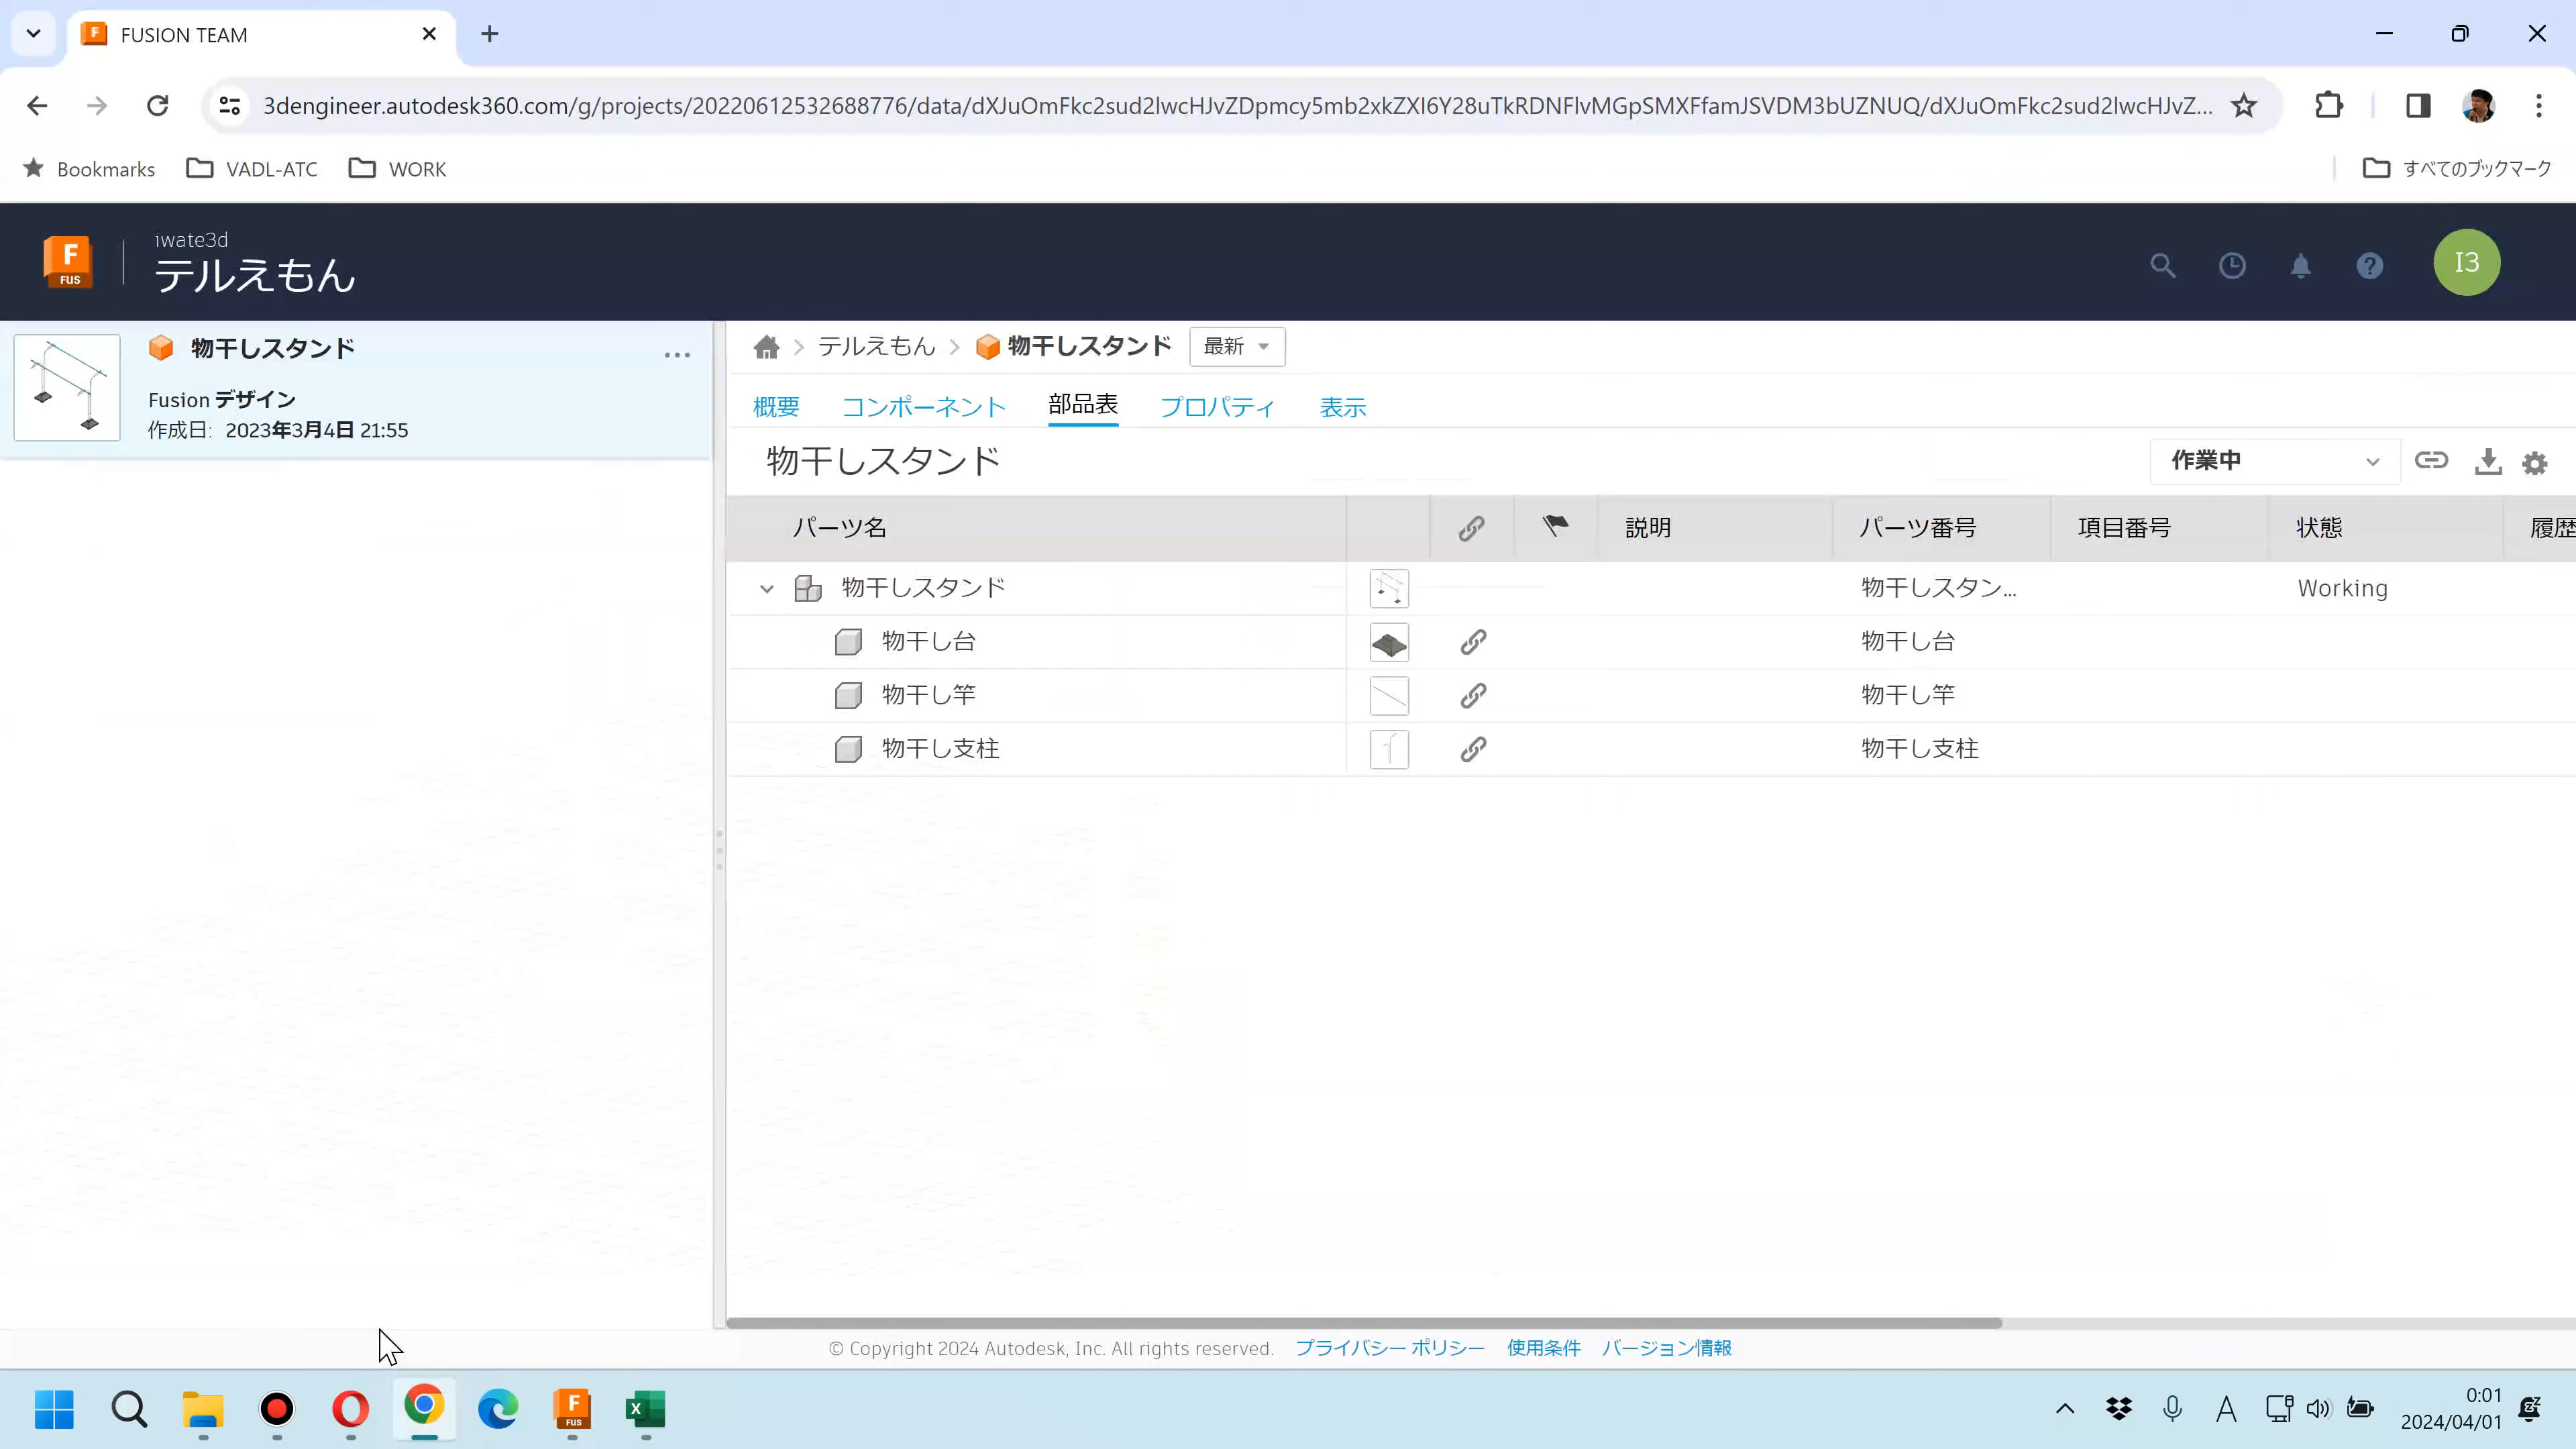 FUSION TEAM
3dengineer.autodesk360.com/g/projects/20220612532688776/data/dXJuOmFkc2sud2lwcHJvZDpmcy5mb2xkZXI6Y28uTkRDNFlvMGpSMXFfamJSVDM3bUZNUQ/dXJuOmFkc2sud2lwcHJvZ...
Bookmarks VADL-ATC WORK すべてのブックマーク
F FUS
iwate3d
テルえもん
I3
物干しスタンド
Fusion デザイン
作成日: 2023年3月4日 21:55
テルえもん 物干しスタンド 最新
概要 コンポーネント 部品表 プロパティ 表示
物干しスタンド 作業中
パーツ名 説明 パーツ番号 項目番号 状態 履歴
物干しスタンド 物干しスタン... Working
物干し台 物干し台
物干し竿 物干し竿
物干し支柱 物干し支柱
© Copyright 2024 Autodesk, Inc. All rights reserved. プライバシー ポリシー 使用条件 バージョン情報
F FUS
A
0:01
2024/04/01